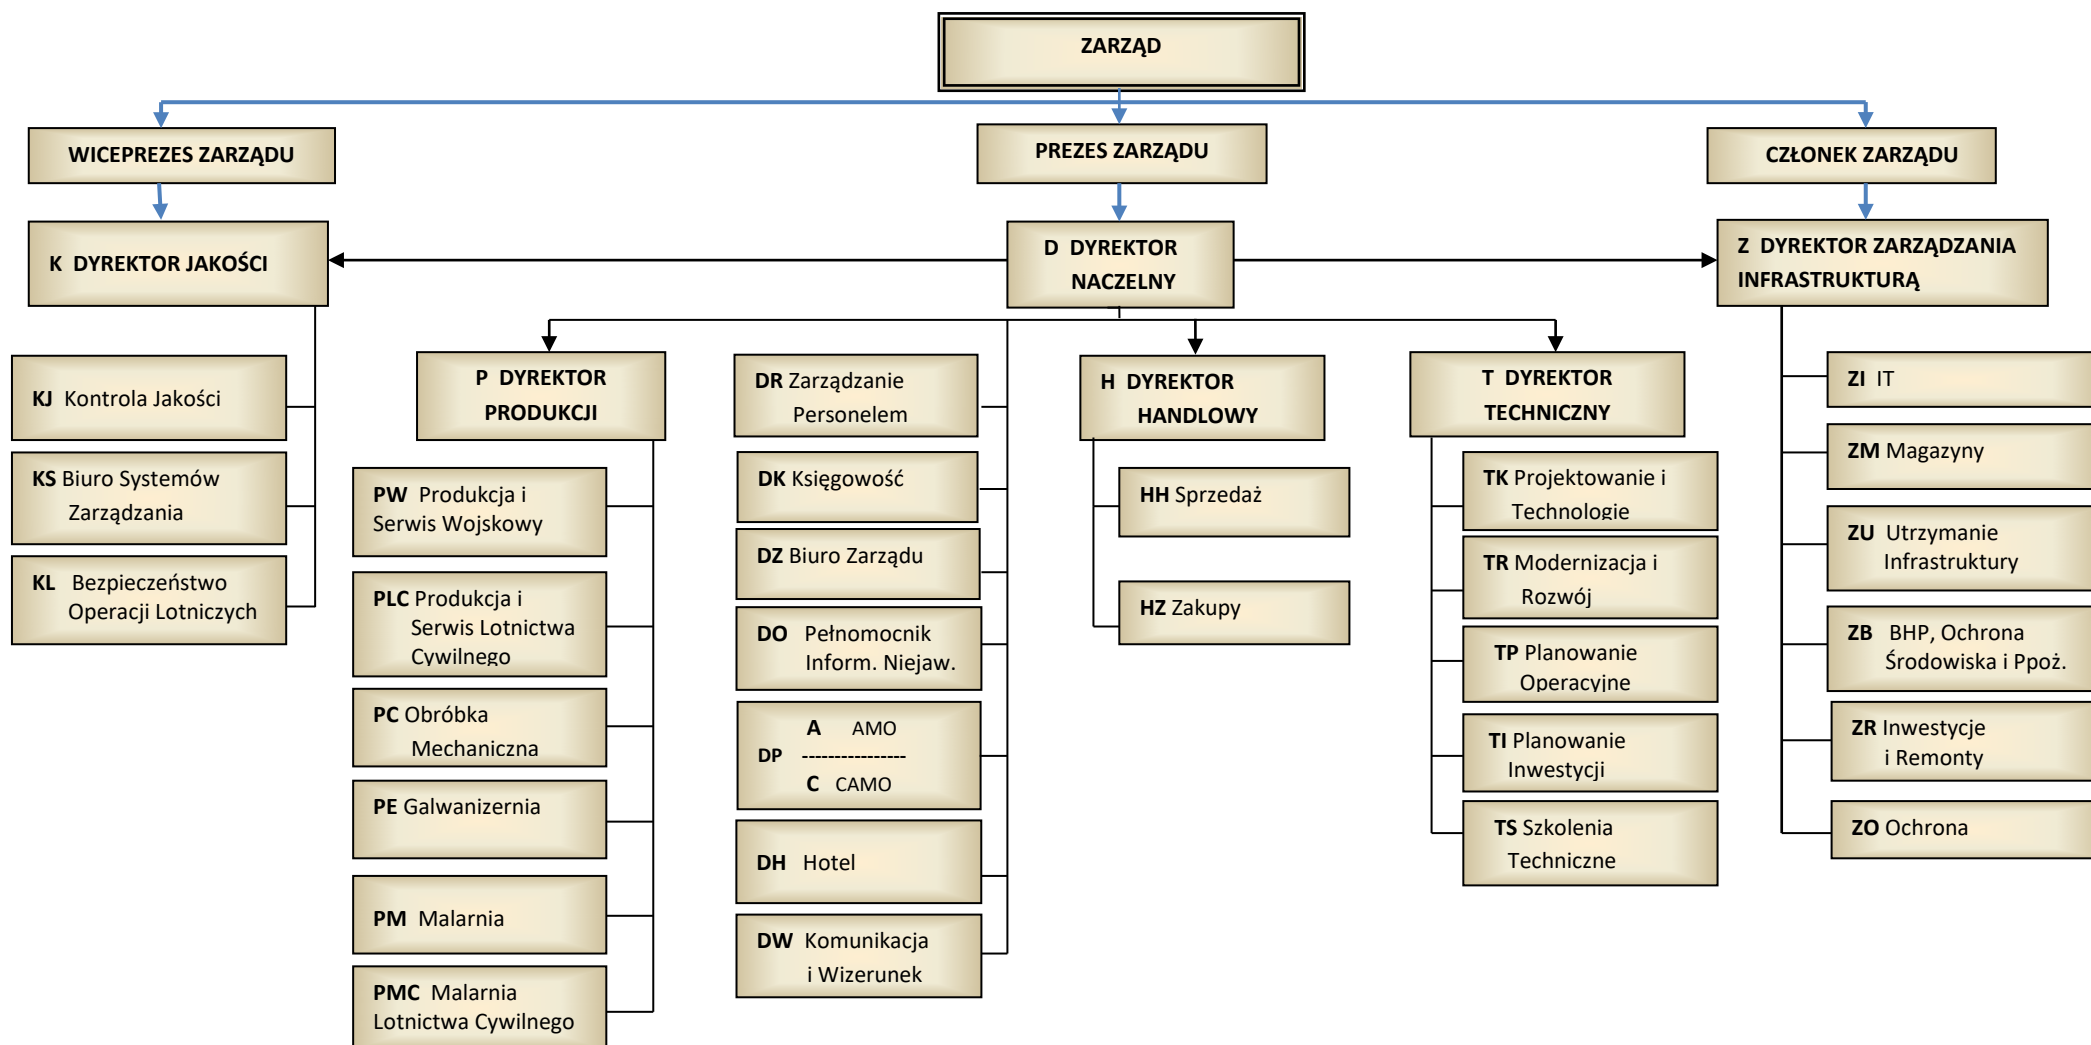 ZARZĄD
WICEPREZES ZARZĄDU
PREZES ZARZĄDU
CZŁONEK ZARZĄDU
K DYREKTOR JAKOŚCI
D DYREKTOR
NACZELNY
Z DYREKTOR ZARZĄDZANIA
INFRASTRUKTURĄ
KJ Kontrola Jakości
KS Biuro Systemów
Zarządzania
KL Bezpieczeństwo
Operacji Lotniczych
P DYREKTOR
PRODUKCJI
PW Produkcja i
Serwis Wojskowy
PLC Produkcja i
Serwis Lotnictwa
Cywilnego
PC Obróbka
Mechaniczna
PE Galwanizernia
PM Malarnia
PMC Malarnia
Lotnictwa Cywilnego
DR Zarządzanie
Personelem
DK Księgowość
DZ Biuro Zarządu
DO Pełnomocnik
Inform. Niejaw.
A AMO
DP ----------------
C CAMO
DH Hotel
DW Komunikacja
i Wizerunek
H DYREKTOR
HANDLOWY
HH Sprzedaż
HZ Zakupy
T DYREKTOR
TECHNICZNY
TK Projektowanie i
Technologie
TR Modernizacja i
Rozwój
TP Planowanie
Operacyjne
TI Planowanie
Inwestycji
TS Szkolenia
Techniczne
ZI IT
ZM Magazyny
ZU Utrzymanie
Infrastruktury
ZB BHP, Ochrona
Środowiska i Ppoż.
ZR Inwestycje
i Remonty
ZO Ochrona